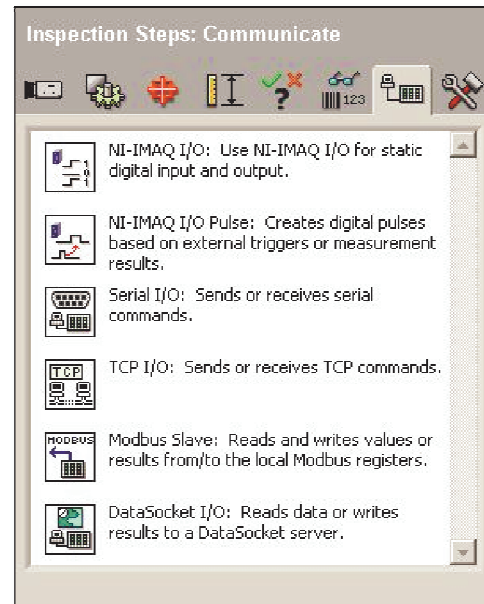 Inspection Steps: Communicate
123
NI-IMAQ I/O: Use NI-IMAQ I/O for static
digital input and output.
NI-IMAQ I/O Pulse: Creates digital pulses
based on external triggers or measurement
results.
Serial I/O: Sends or receives serial
commands.
TCP
TCP I/O: Sends or receives TCP commands.
MODBUS
Modbus Slave: Reads and writes values or
results from/to the local Modbus registers.
DataSocket I/O: Reads data or writes
results to a DataSocket server.